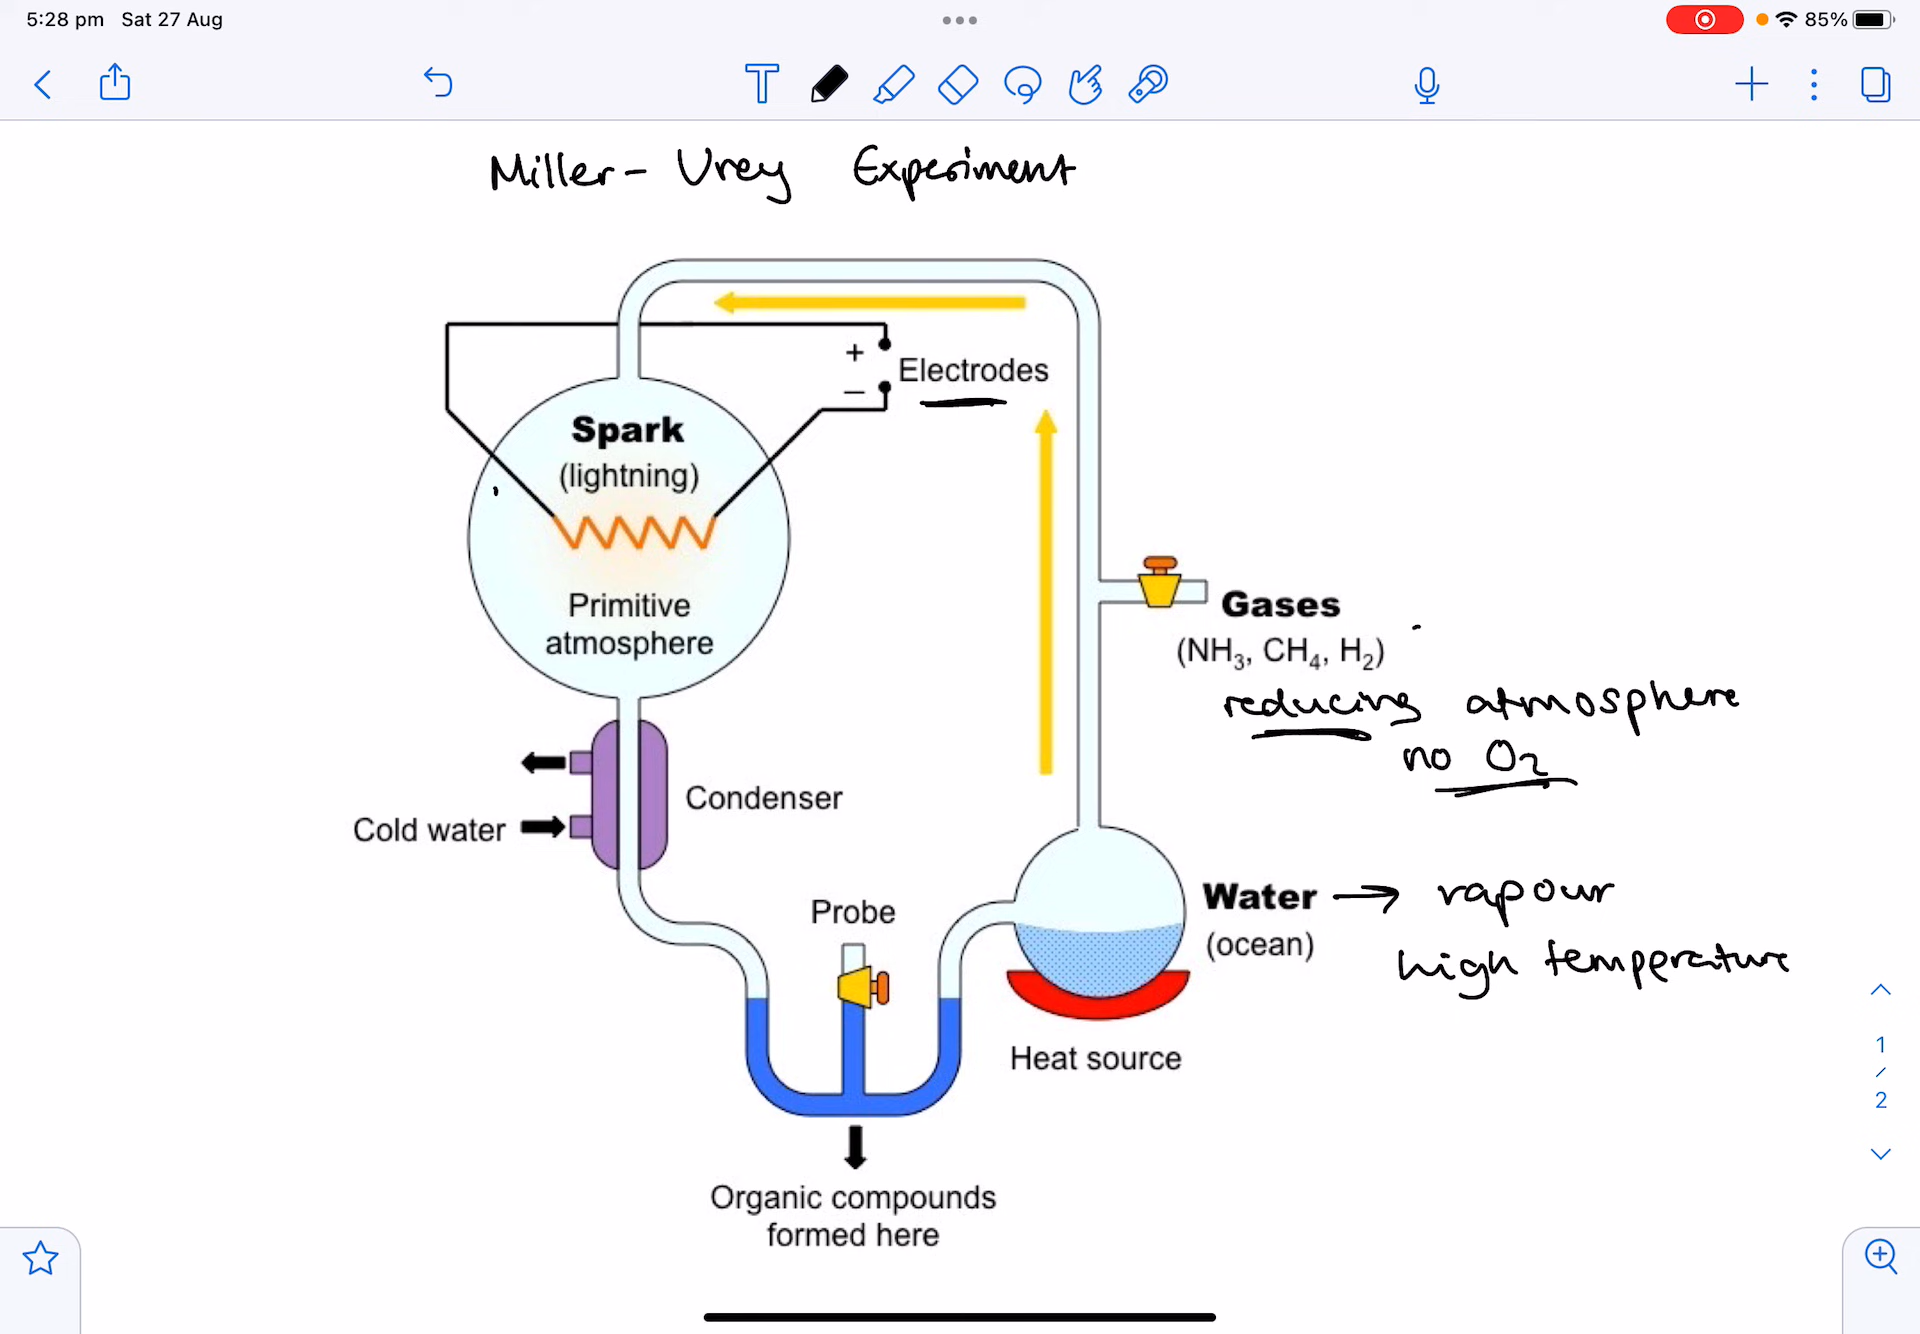 5:28 pm Sat 27 Aug
85%
Miller- Urey Experiment
+
Electrodes
–
Spark
(lightning)
Primitive
atmosphere
Gases
(NH₃, CH₄, H₂)
reducing atmosphere
no O₂
Condenser
Cold water
Probe
Water → vapour
(ocean) high temperature
Heat source
1
/
2
Organic compounds
formed here